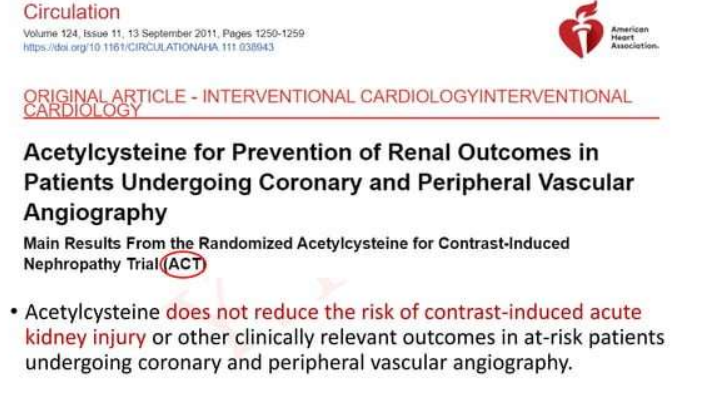 Circulation
Volume 124, Issue 11, 13 September 2011, Pages 1250-1259
https://doi.org/10.1161/CIRCULATIONAHA.111.038943
American
Heart
Association.
ORIGINAL ARTICLE - INTERVENTIONAL CARDIOLOGYINTERVENTIONAL
CARDIOLOGY
Acetylcysteine for Prevention of Renal Outcomes in
Patients Undergoing Coronary and Peripheral Vascular
Angiography
Main Results From the Randomized Acetylcysteine for Contrast-Induced
Nephropathy Trial (ACT)
• Acetylcysteine does not reduce the risk of contrast-induced acute
kidney injury or other clinically relevant outcomes in at-risk patients
undergoing coronary and peripheral vascular angiography.